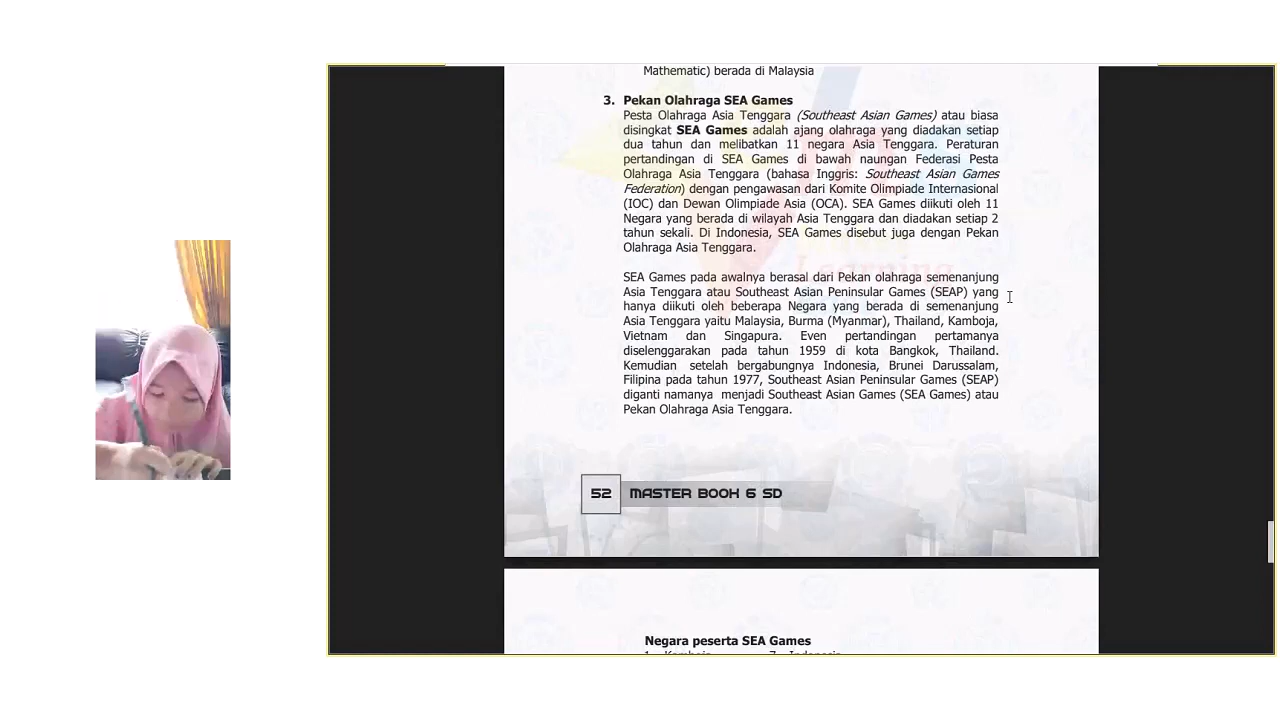 Mathematic) berada di Malaysia
3. Pekan Olahraga SEA Games
Pesta Olahraga Asia Tenggara (Southeast Asian Games) atau biasa
disingkat SEA Games adalah ajang olahraga yang diadakan setiap
dua tahun dan melibatkan 11 negara Asia Tenggara. Peraturan
pertandingan di SEA Games di bawah naungan Federasi Pesta
Olahraga Asia Tenggara (bahasa Inggris: Southeast Asian Games
Federation) dengan pengawasan dari Komite Olimpiade Internasional
(IOC) dan Dewan Olimpiade Asia (OCA). SEA Games diikuti oleh 11
Negara yang berada di wilayah Asia Tenggara dan diadakan setiap 2
tahun sekali. Di Indonesia, SEA Games disebut juga dengan Pekan
Olahraga Asia Tenggara.
Learning
SEA Games pada awalnya berasal dari Pekan olahraga semenanjung
Asia Tenggara atau Southeast Asian Peninsular Games (SEAP) yang
hanya diikuti oleh beberapa Negara yang berada di semenanjung
Asia Tenggara yaitu Malaysia, Burma (Myanmar), Thailand, Kamboja,
Vietnam dan Singapura. Even pertandingan pertamanya
diselenggarakan pada tahun 1959 di kota Bangkok, Thailand.
Kemudian setelah bergabungnya Indonesia, Brunei Darussalam,
Filipina pada tahun 1977, Southeast Asian Peninsular Games (SEAP)
diganti namanya menjadi Southeast Asian Games (SEA Games) atau
Pekan Olahraga Asia Tenggara.
52 MASTER BOOK 6 SD
Negara peserta SEA Games
1. Kamboja 7. Indonesia